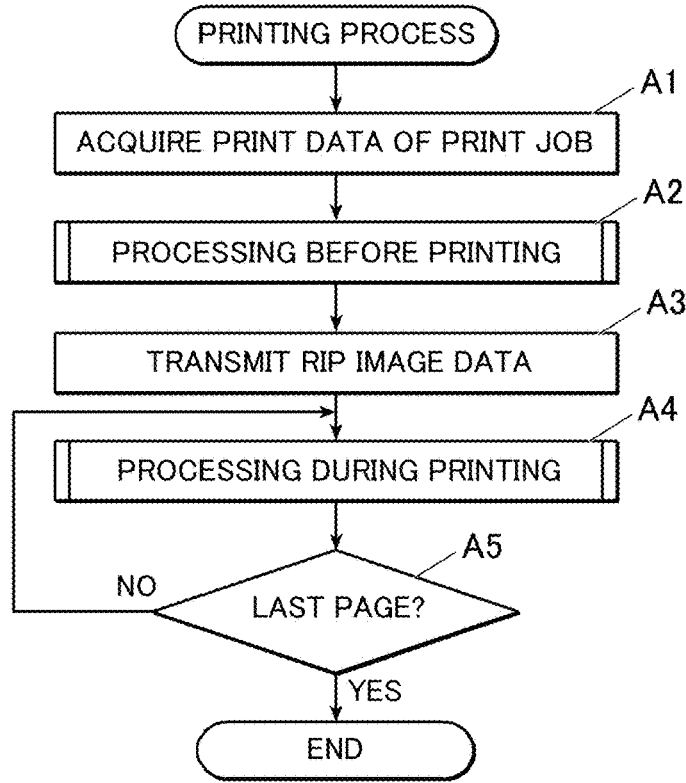 PRINTING PROCESS
A1
ACQUIRE PRINT DATA OF PRINT JOB
A2
PROCESSING BEFORE PRINTING
A3
TRANSMIT RIP IMAGE DATA
A4
PROCESSING DURING PRINTING
A5
NO
LAST PAGE?
YES
END